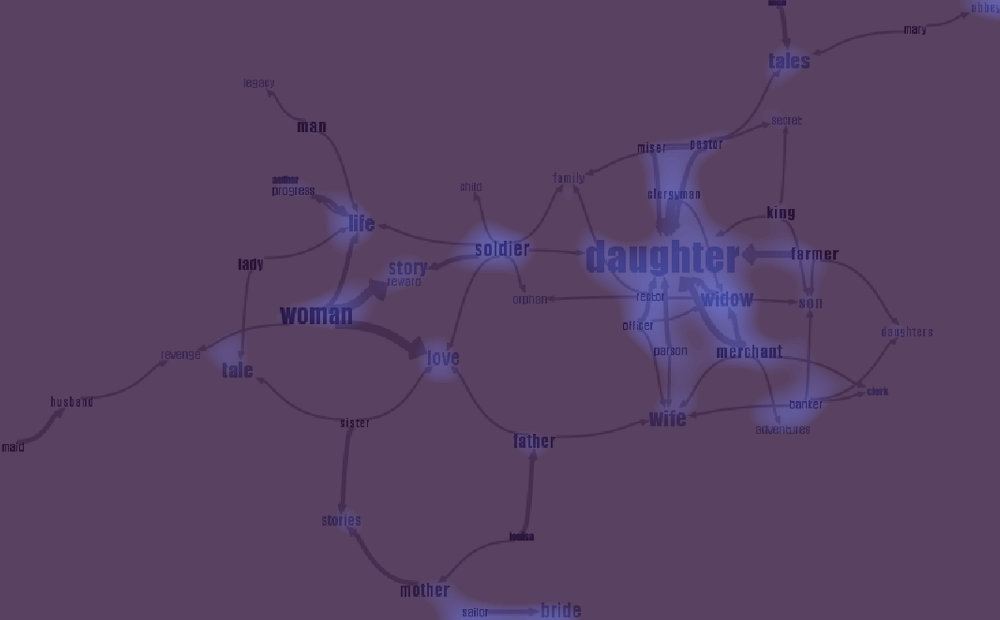 abbey
mary
tales
legacy
secret
man
miser
pastor
family
author
progress
child
clergyman
king
life
soldier
daughter
farmer
lady
story
reward
orphan
rector
widow
son
woman
officer
daughters
revenge
love
parson
merchant
tale
clerk
husband
banker
wife
sister
adventures
father
maid
stories
louisa
mother
sailor
bride